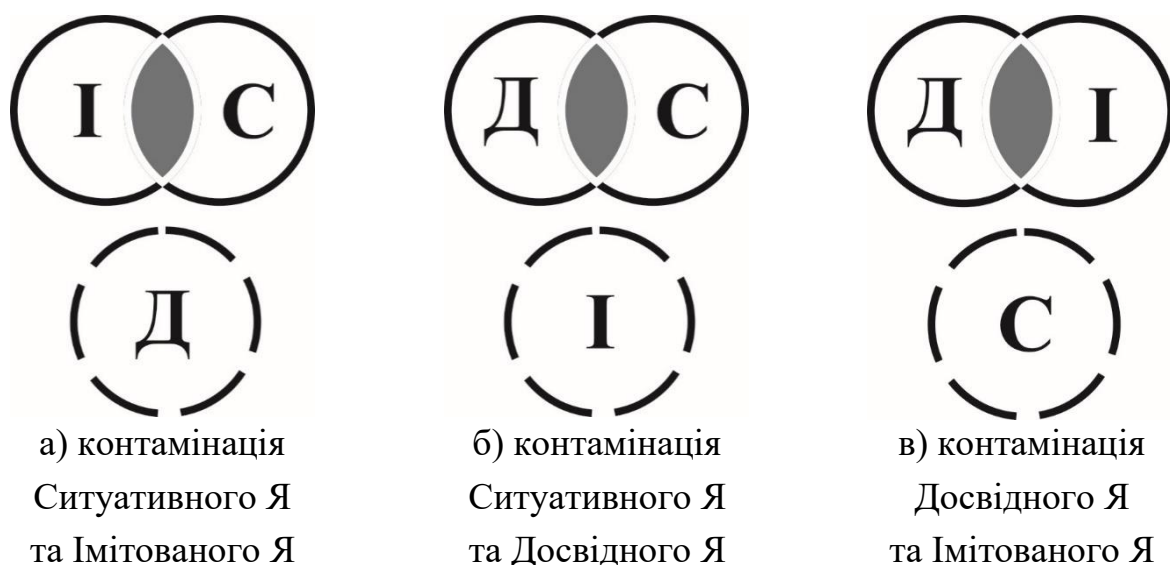 І С
Д С
Д І
Д
І
С
а) контамінація
Ситуативного Я
та Імітованого Я
б) контамінація
Ситуативного Я
та Досвідного Я
в) контамінація
Досвідного Я
та Імітованого Я